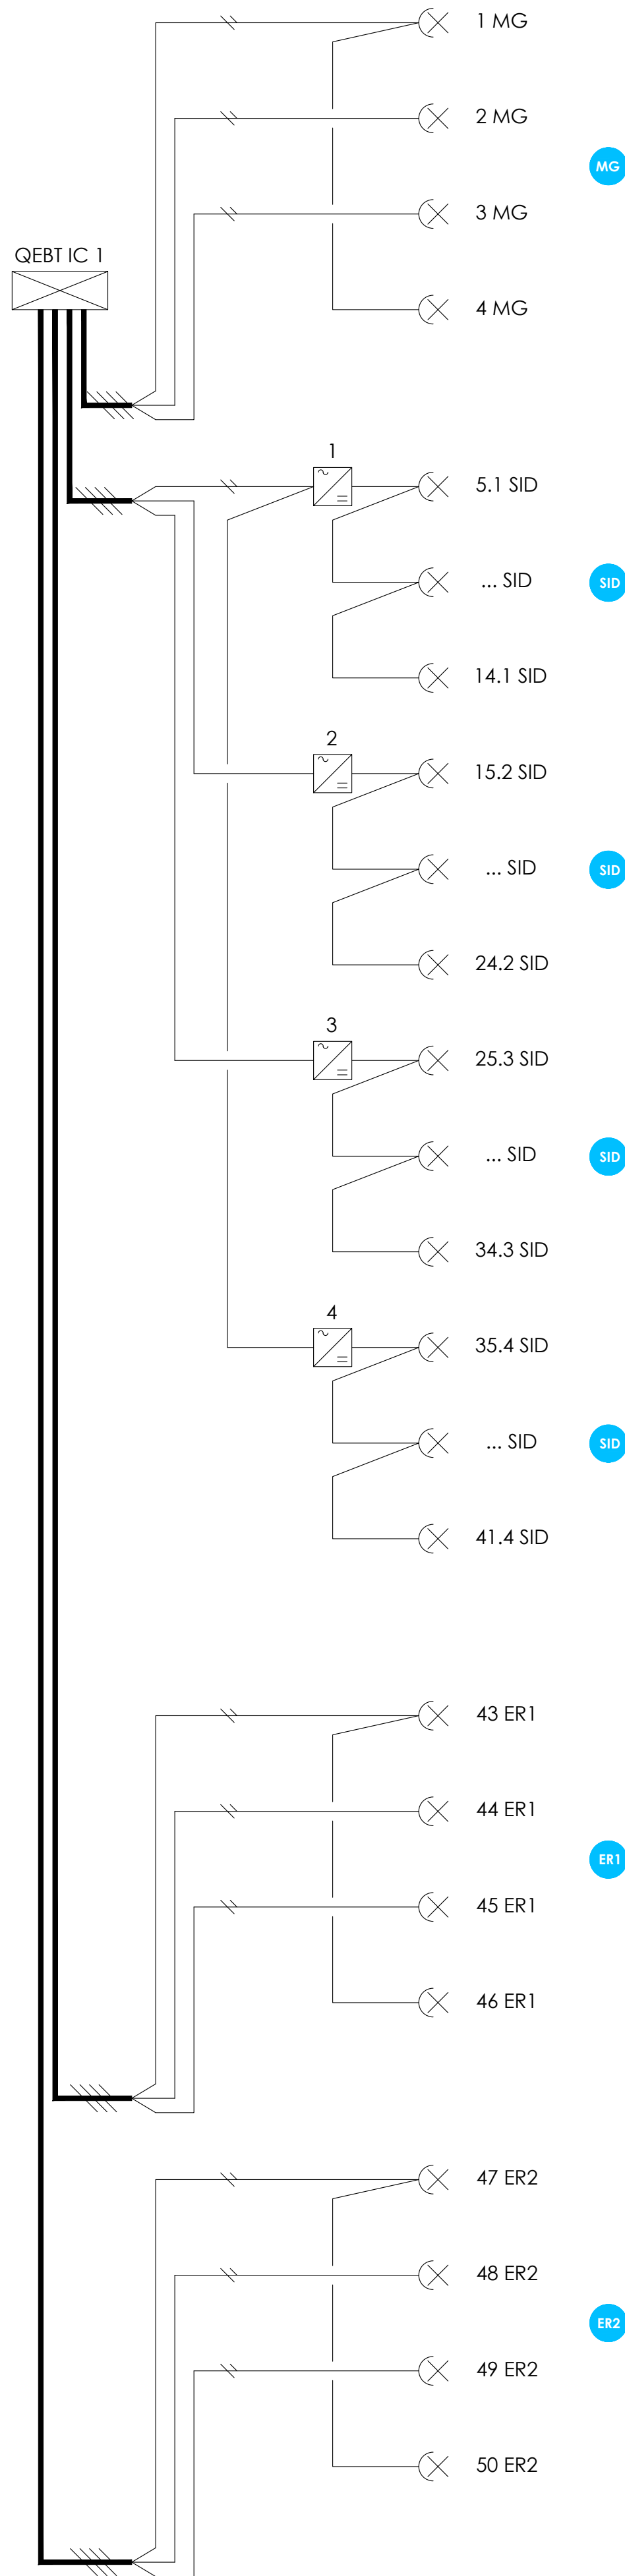 1 MG
2 MG
MG
3 MG
QEBT IC 1
4 MG
1
5.1 SID
... SID
SID
14.1 SID
2
15.2 SID
... SID
SID
24.2 SID
3
25.3 SID
... SID
SID
34.3 SID
4
35.4 SID
... SID
SID
41.4 SID
43 ER1
44 ER1
ER1
45 ER1
46 ER1
47 ER2
48 ER2
ER2
49 ER2
50 ER2